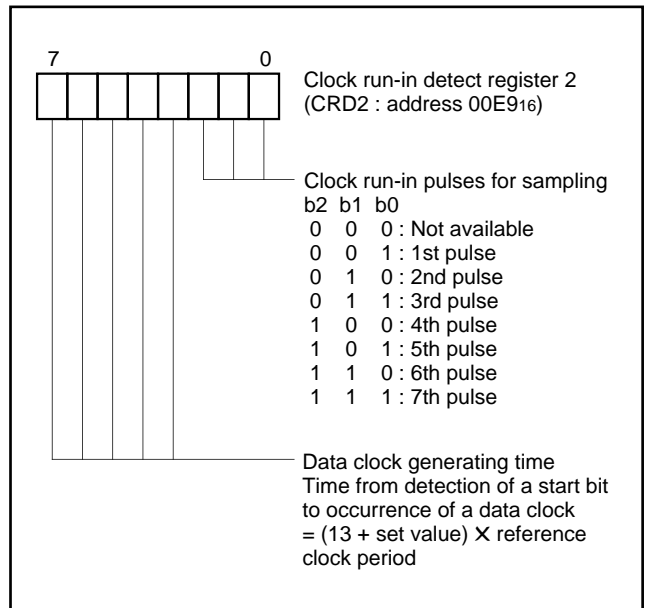 7 0
Clock run-in detect register 2
(CRD2 : address 00E916)
Clock run-in pulses for sampling
b2 b1 b0
0 0 0 : Not available
0 0 1 : 1st pulse
0 1 0 : 2nd pulse
0 1 1 : 3rd pulse
1 0 0 : 4th pulse
1 0 1 : 5th pulse
1 1 0 : 6th pulse
1 1 1 : 7th pulse
Data clock generating time
Time from detection of a start bit
to occurrence of a data clock
= (13 + set value) ✕ reference
clock period